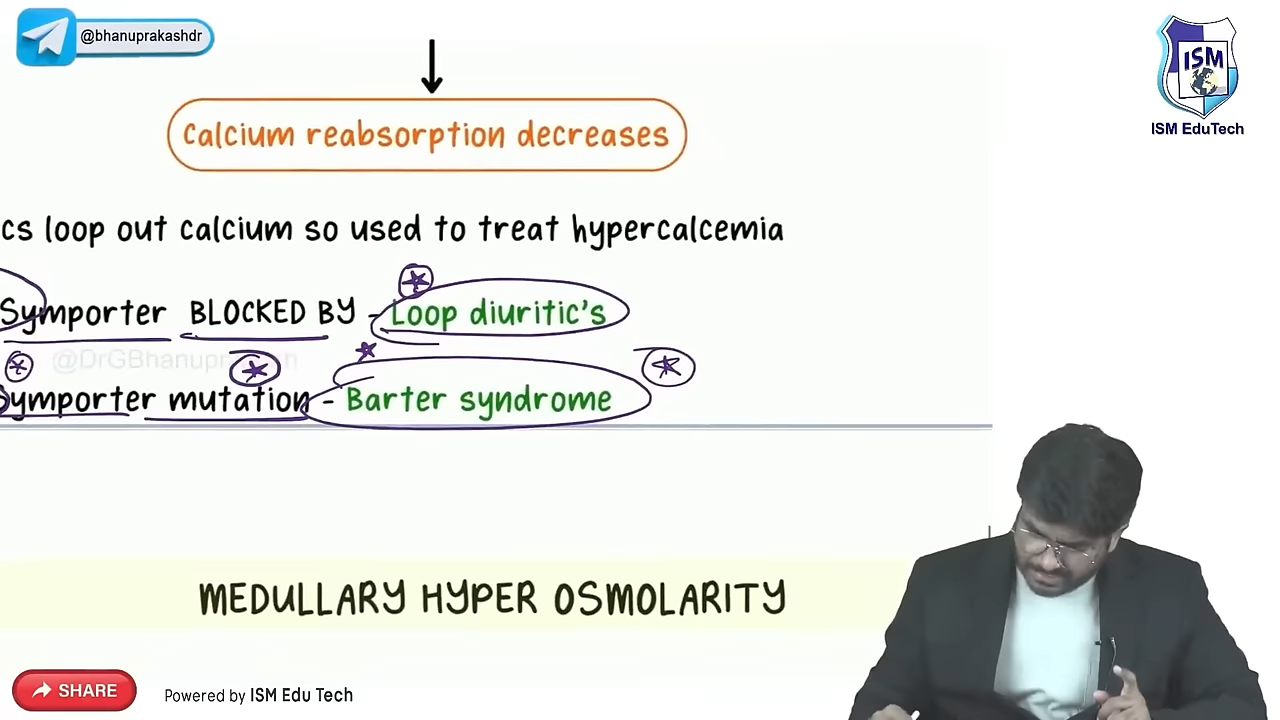 @bhanuprakashdr
ISM
ISM EduTech
Calcium reabsorption decreases
cs loop out calcium so used to treat hypercalcemia
Symporter BLOCKED BY - Loop diuritic's
@DrGBhanuprakash
Symporter mutation - Barter syndrome
MEDULLARY HYPER OSMOLARITY
SHARE
Powered by ISM Edu Tech